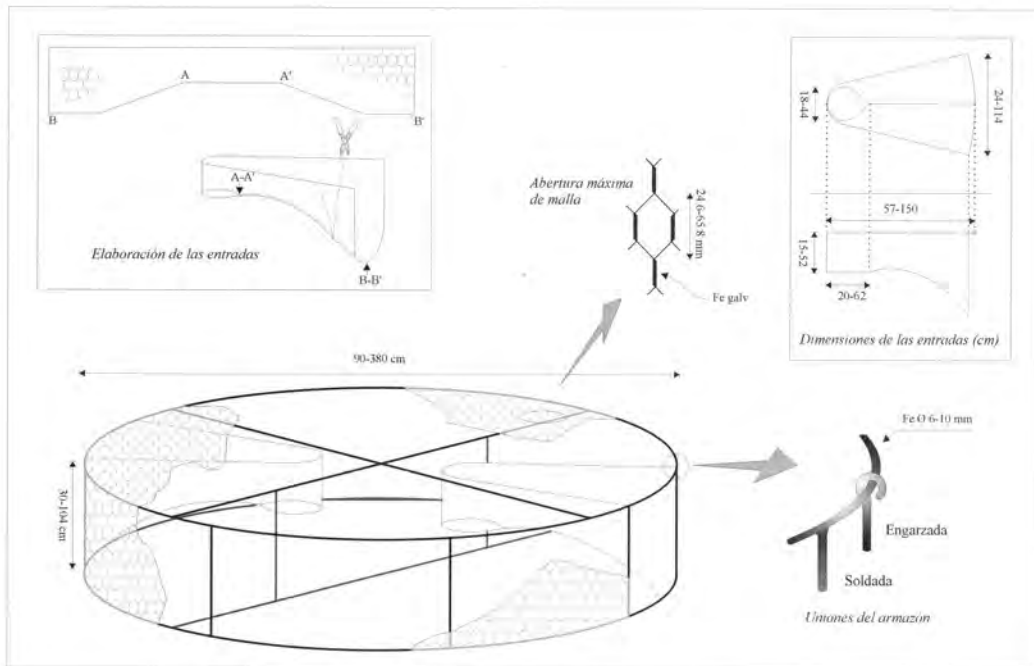 A
A'
B
B'
A-A'
B-B'
Elaboración de las entradas
Abertura máxima
de malla
24.6-65.8 mm
Fe galv
18-44
24-114
57-150
15-52
20-62
Dimensiones de las entradas (cm)
90-380 cm
30-104 cm
Fe Ø 6-10 mm
Engarzada
Soldada
Uniones del armazón